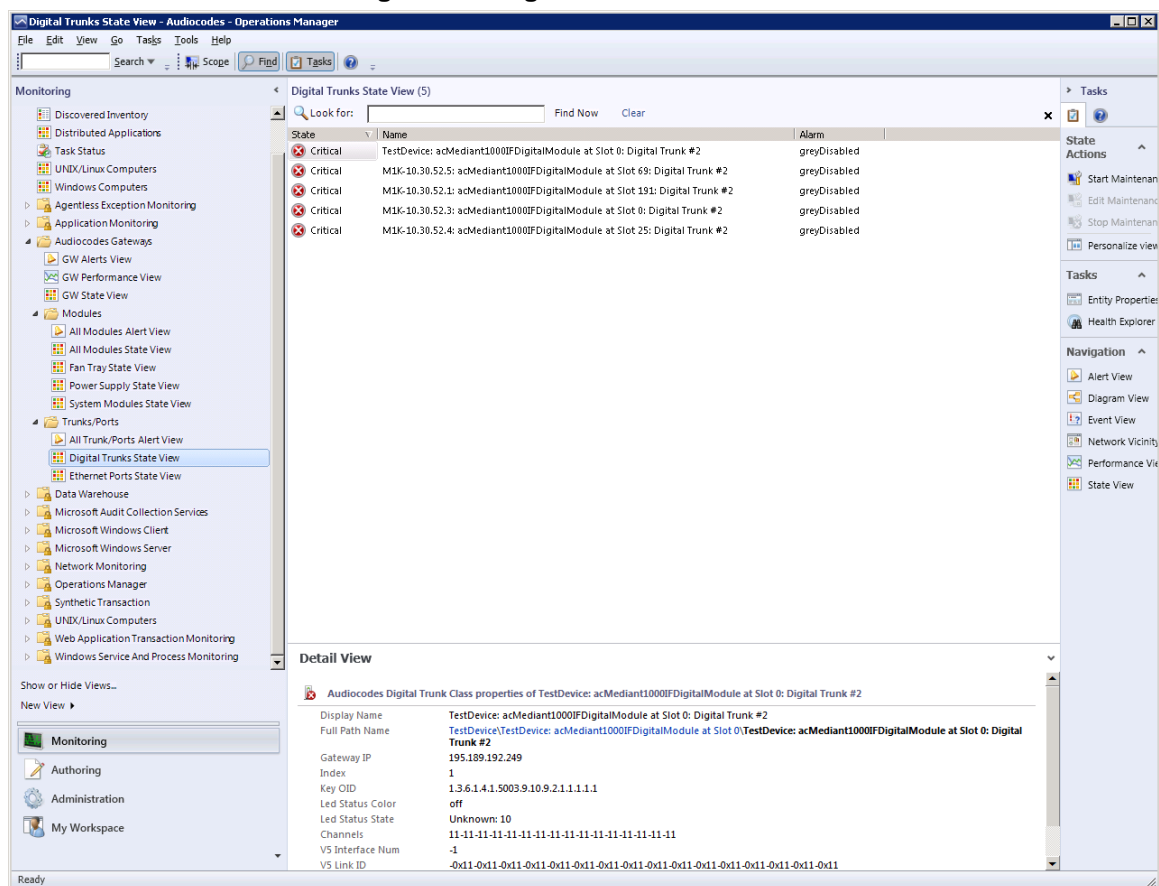 Digital Trunks State View - Audiocodes - Operations Manager
File Edit View Go Tasks Tools Help
Search Scope Find Tasks
Monitoring
Discovered Inventory
Distributed Applications
Task Status
UNIX/Linux Computers
Windows Computers
Agentless Exception Monitoring
Application Monitoring
Audiocodes Gateways
GW Alerts View
GW Performance View
GW State View
Modules
All Modules Alert View
All Modules State View
Fan Tray State View
Power Supply State View
System Modules State View
Trunks/Ports
All Trunk/Ports Alert View
Digital Trunks State View
Ethernet Ports State View
Data Warehouse
Microsoft Audit Collection Services
Microsoft Windows Client
Microsoft Windows Server
Network Monitoring
Operations Manager
Synthetic Transaction
UNIX/Linux Computers
Web Application Transaction Monitoring
Windows Service And Process Monitoring
Show or Hide Views...
New View
Monitoring
Authoring
Administration
My Workspace
Ready
Digital Trunks State View (5)
Look for: Find Now Clear x
State Name Alarm
Critical TestDevice: acMediant1000IFDigitalModule at Slot 0: Digital Trunk #2 greyDisabled
Critical M1K-10.30.52.5: acMediant1000IFDigitalModule at Slot 69: Digital Trunk #2 greyDisabled
Critical M1K-10.30.52.1: acMediant1000IFDigitalModule at Slot 191: Digital Trunk #2 greyDisabled
Critical M1K-10.30.52.3: acMediant1000IFDigitalModule at Slot 0: Digital Trunk #2 greyDisabled
Critical M1K-10.30.52.4: acMediant1000IFDigitalModule at Slot 25: Digital Trunk #2 greyDisabled
Detail View
Audiocodes Digital Trunk Class properties of TestDevice: acMediant1000IFDigitalModule at Slot 0: Digital Trunk #2
Display Name TestDevice: acMediant1000IFDigitalModule at Slot 0: Digital Trunk #2
Full Path Name TestDevice\TestDevice: acMediant1000IFDigitalModule at Slot 0\TestDevice: acMediant1000IFDigitalModule at Slot 0: Digital
Trunk #2
Gateway IP 195.189.192.249
Index 1
Key OID 1.3.6.1.4.1.5003.9.10.9.2.1.1.1.1.1
Led Status Color off
Led Status State Unknown: 10
Channels 11-11-11-11-11-11-11-11-11-11-11-11-11-11-11-11
V5 Interface Num -1
V5 Link ID -0x11-0x11-0x11-0x11-0x11-0x11-0x11-0x11-0x11-0x11-0x11-0x11-0x11-0x11-0x11-0x11
Tasks
State
Actions
Start Maintenan
Edit Maintenanc
Stop Maintenan
Personalize view
Tasks
Entity Properties
Health Explorer
Navigation
Alert View
Diagram View
Event View
Network Vicinity
Performance Vie
State View